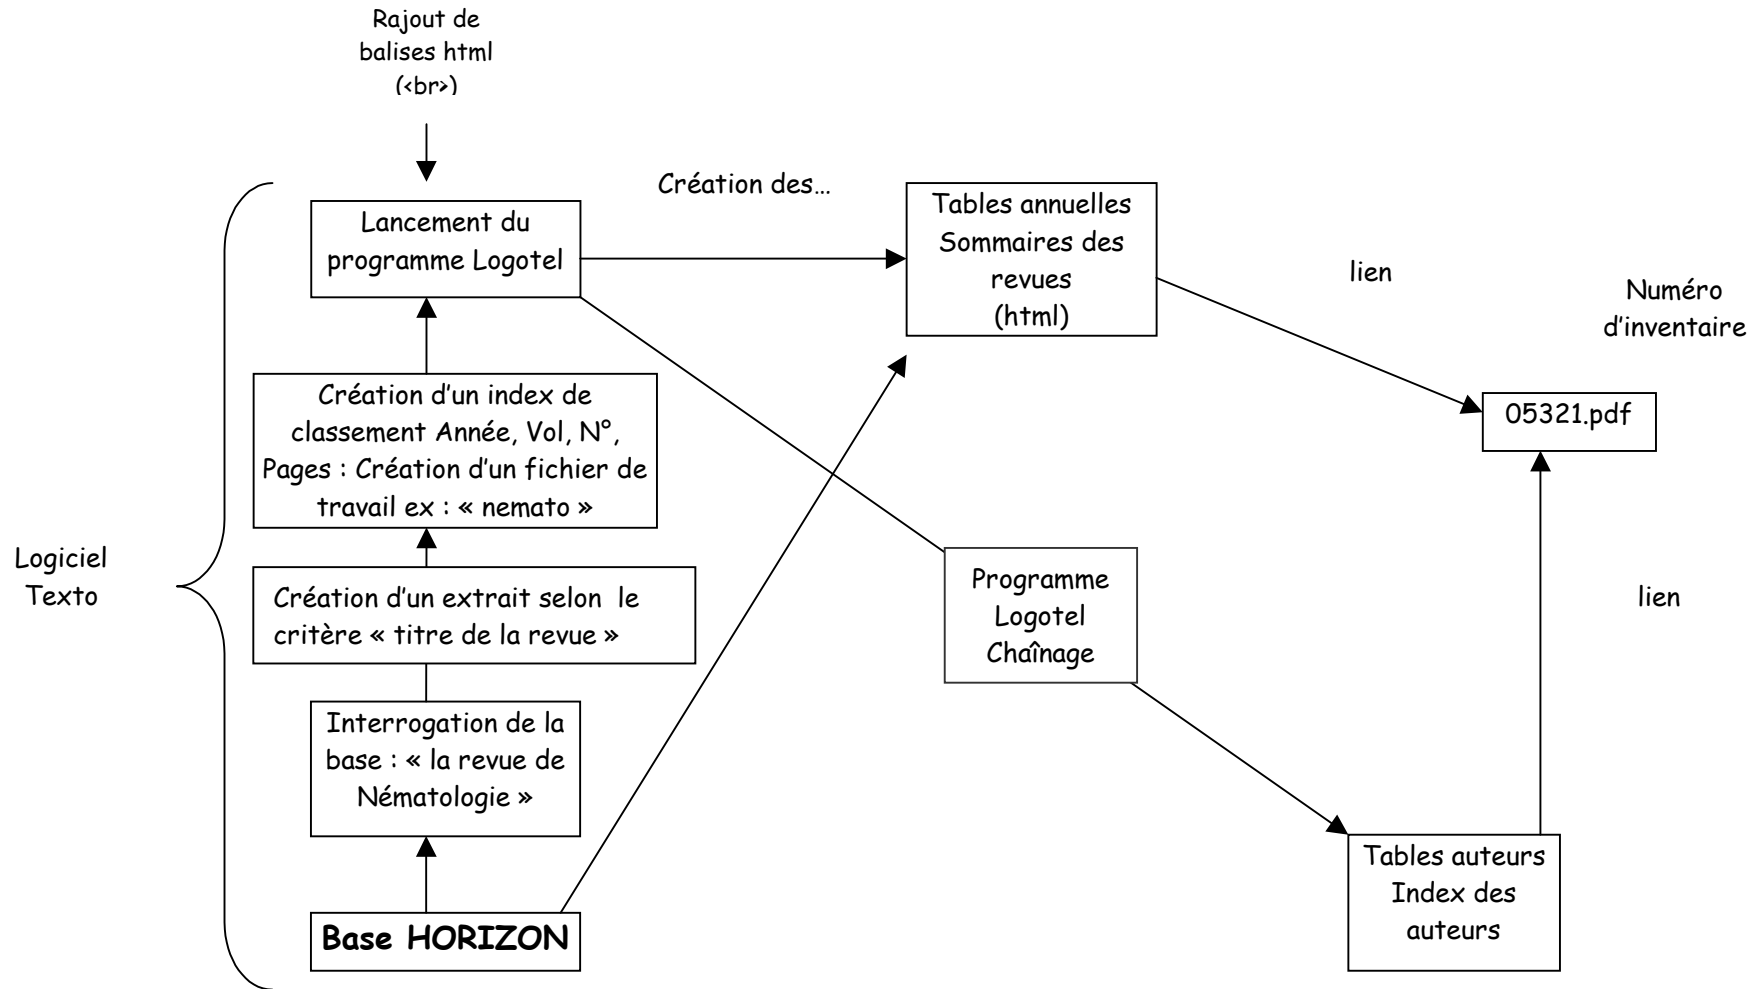 Rajout de
balises html
(<br>)
Création des…
Lancement du
programme Logotel
Tables annuelles
Sommaires des
revues
(html)
lien
Numéro
d’inventaire
05321.pdf
Création d’un index de
classement Année, Vol, N°,
Pages : Création d’un fichier de
travail ex : « nemato »
Logiciel
Texto
Création d’un extrait selon le
critère « titre de la revue »
Programme
Logotel
Chaînage
lien
Interrogation de la
base : « la revue de
Nématologie »
Tables auteurs
Index des
auteurs
Base HORIZON